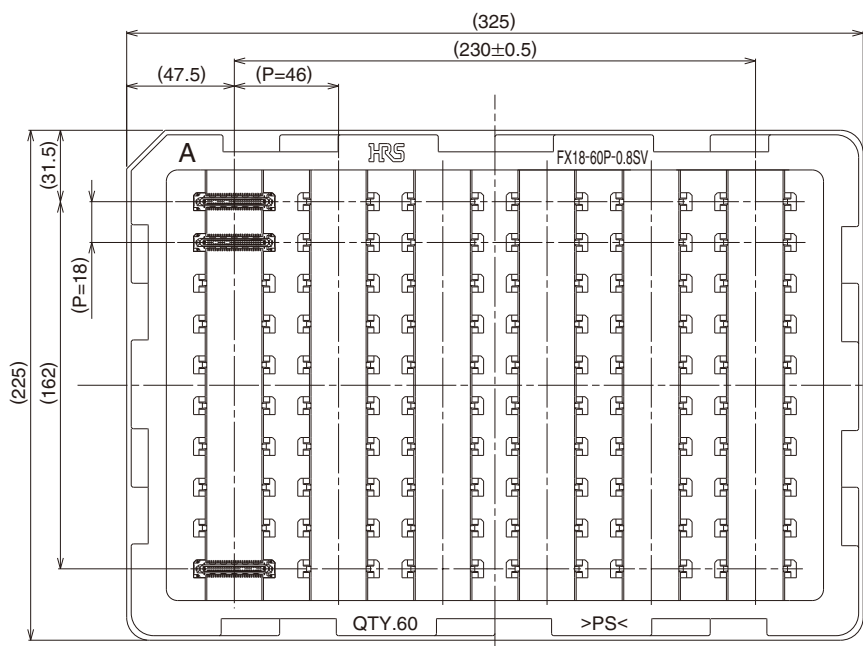 (325)
(230±0.5)
(47.5)
(P=46)
(31.5)
A
HRS
FX18-60P-0.8SV
(P=18)
(162)
(225)
QTY.60
>PS<